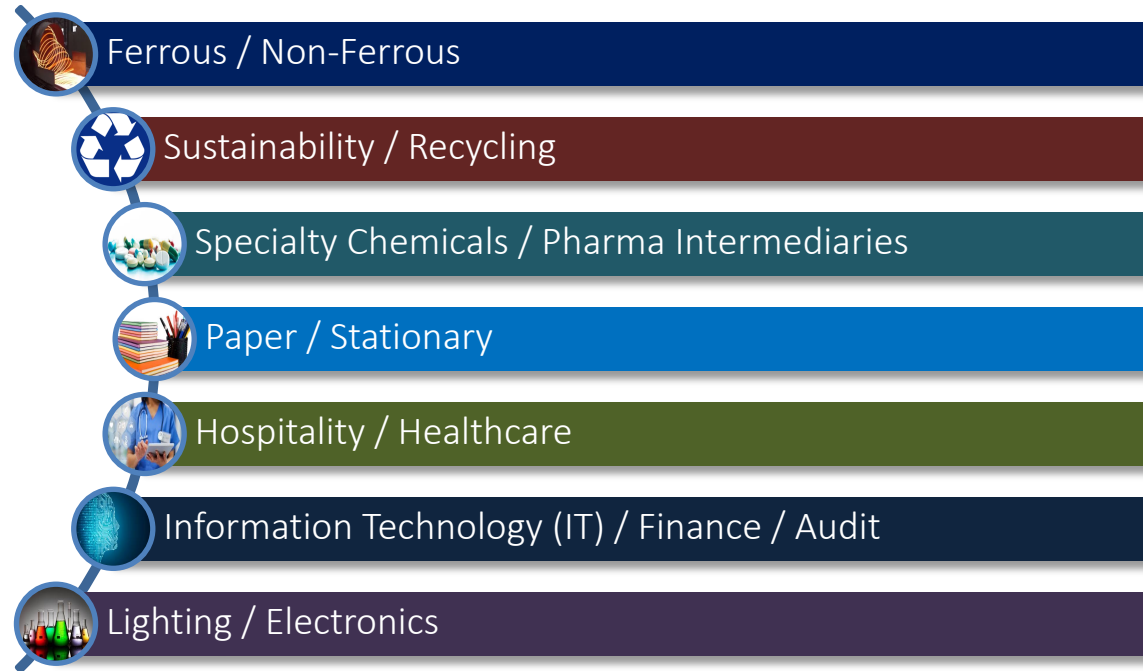 Ferrous / Non-Ferrous
Sustainability / Recycling
Specialty Chemicals / Pharma Intermediaries
Paper / Stationary
Hospitality / Healthcare
Information Technology (IT) / Finance / Audit
Lighting / Electronics